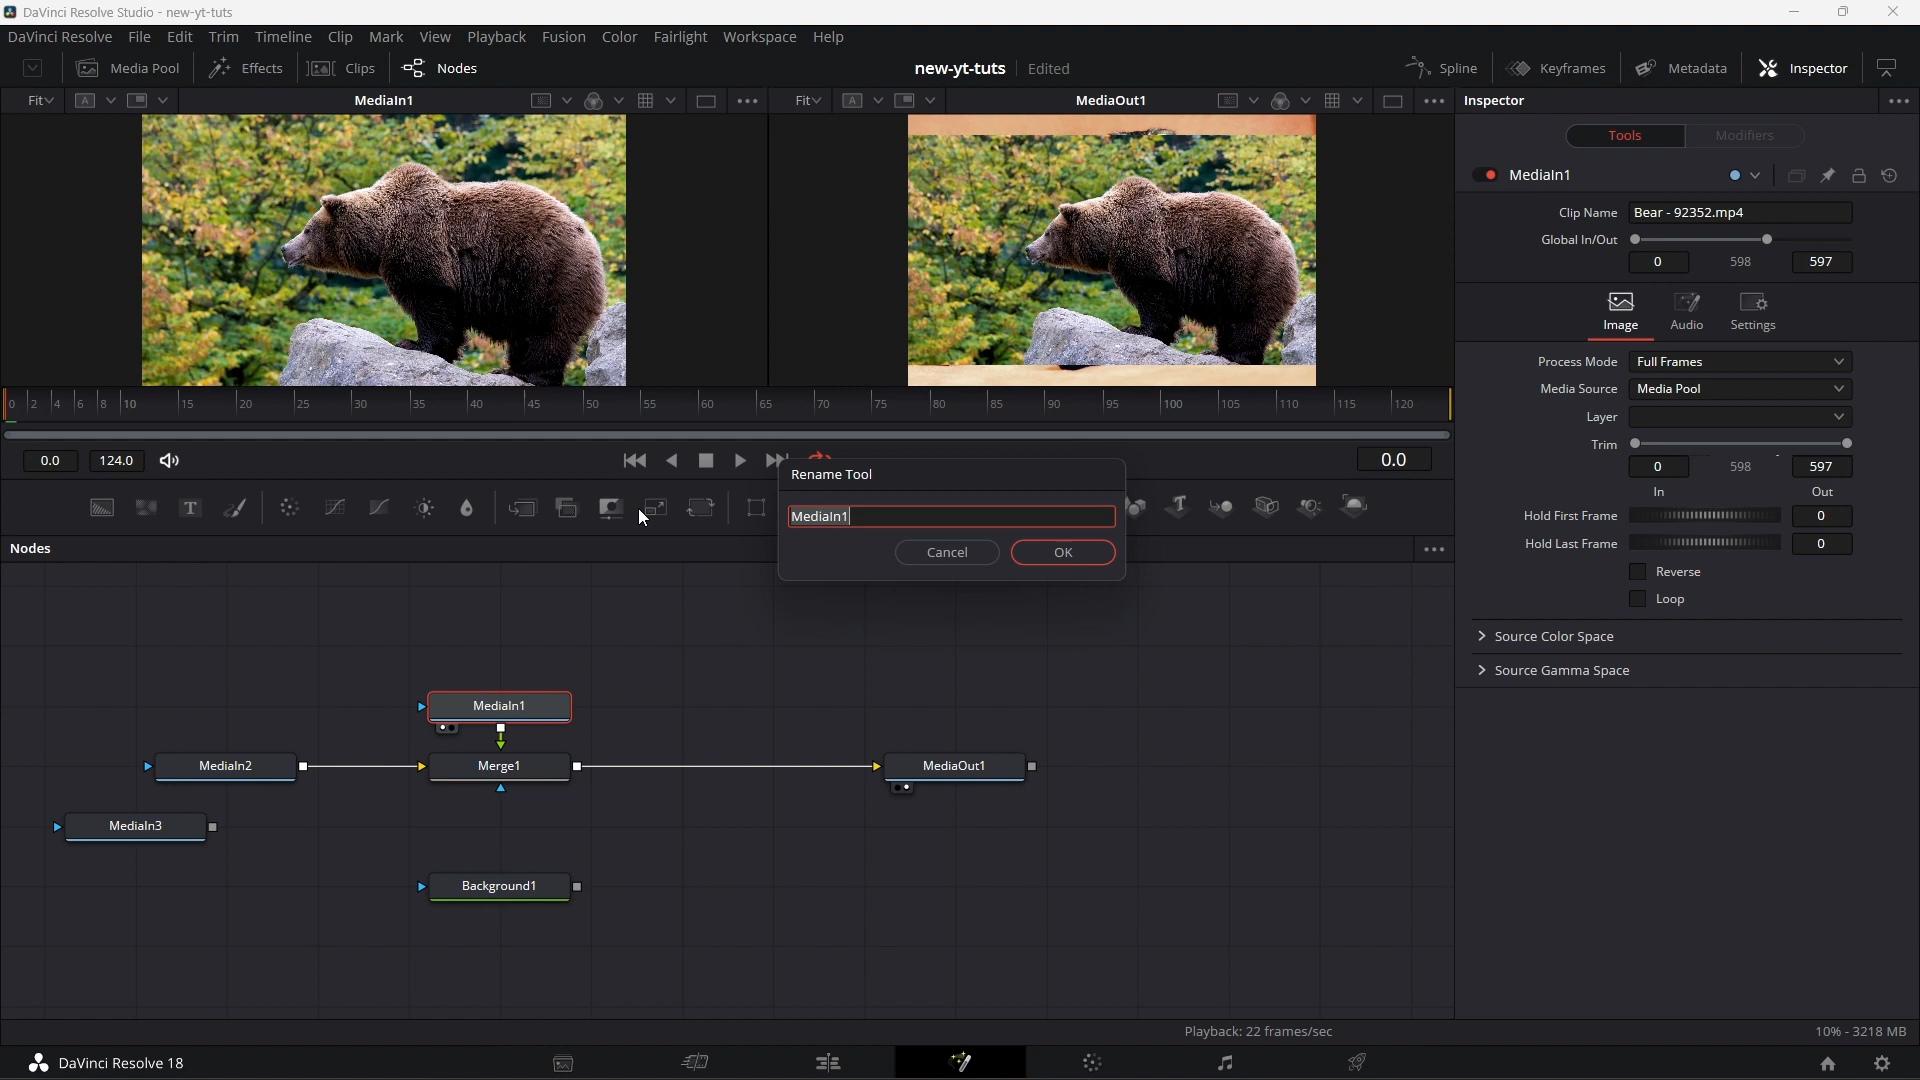 DaVinci Resolve Studio - new-yt-tuts
DaVinci Resolve File Edit Trim Timeline Clip Mark View Playback Fusion Color Fairlight Workspace Help
Media Pool Effects Clips Nodes new-yt-tuts Edited Spline Keyframes Metadata Inspector
Fit A MediaIn1 Fit A MediaOut1 Inspector
Tools Modifiers
MediaIn1
Clip Name Bear - 92352.mp4
Global In/Out
0 598 597
Image Audio Settings
Process Mode Full Frames
Media Source Media Pool
Layer
Trim
0 598 597
In Out
Hold First Frame 0
Hold Last Frame 0
Reverse
Loop
Source Color Space
Source Gamma Space
0 2 4 6 8 10 15 20 25 30 35 40 45 50 55 60 65 70 75 80 85 90 95 100 105 110 115 120
0.0 124.0 0.0
Rename Tool
MediaIn1
Cancel OK
Nodes
MediaIn1
MediaIn2 Merge1 MediaOut1
MediaIn3
Background1
Playback: 22 frames/sec 10% - 3218 MB
DaVinci Resolve 18